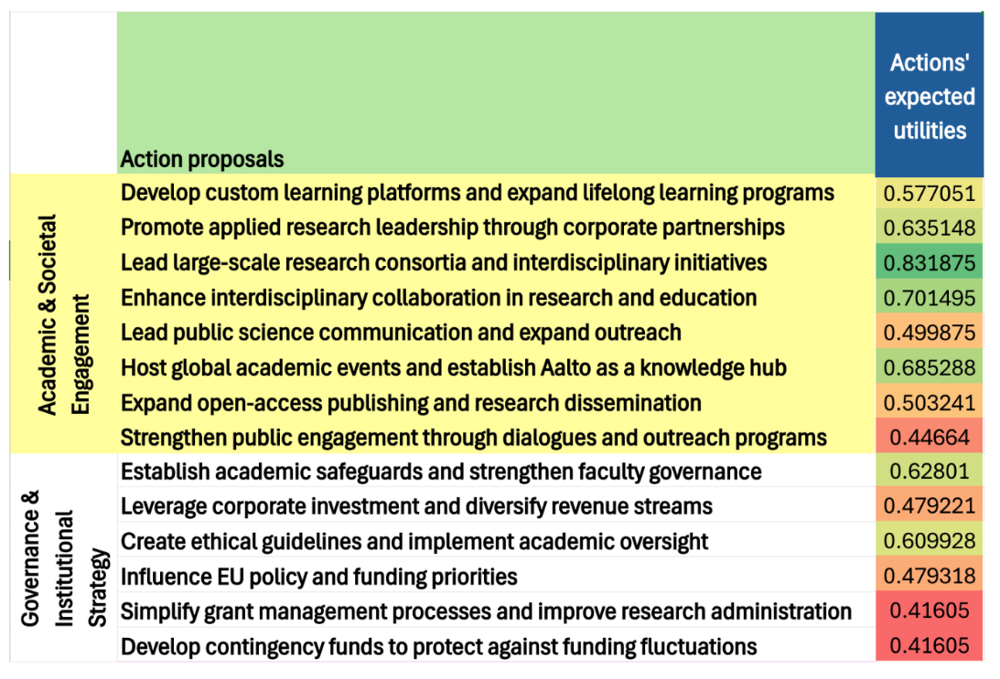 Actions'
expected
utilities
Action proposals
Academic & Societal
Engagement
Develop custom learning platforms and expand lifelong learning programs 0.577051
Promote applied research leadership through corporate partnerships 0.635148
Lead large-scale research consortia and interdisciplinary initiatives 0.831875
Enhance interdisciplinary collaboration in research and education 0.701495
Lead public science communication and expand outreach 0.499875
Host global academic events and establish Aalto as a knowledge hub 0.685288
Expand open-access publishing and research dissemination 0.503241
Strengthen public engagement through dialogues and outreach programs 0.44664
Governance &
Institutional
Strategy
Establish academic safeguards and strengthen faculty governance 0.62801
Leverage corporate investment and diversify revenue streams 0.479221
Create ethical guidelines and implement academic oversight 0.609928
Influence EU policy and funding priorities 0.479318
Simplify grant management processes and improve research administration 0.41605
Develop contingency funds to protect against funding fluctuations 0.41605